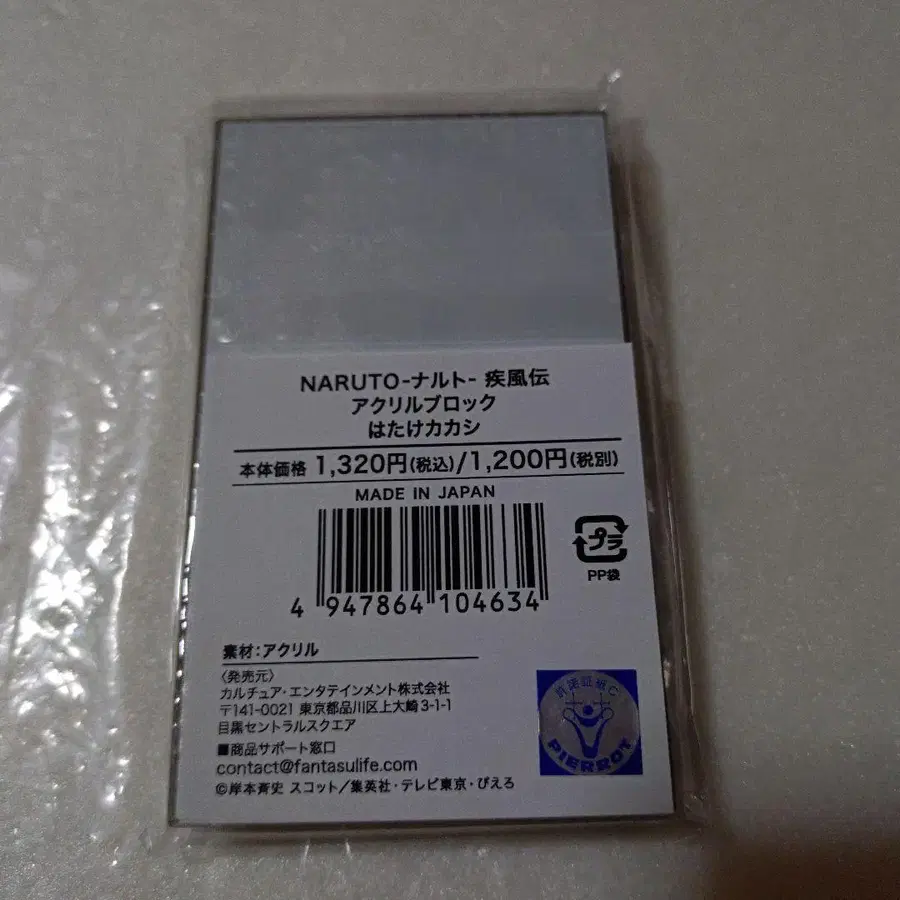 NARUTO-ナルト- 疾風伝
アクリルブロック
はたけカカシ
本体価格 1,320円(税込)/1,200円(税別)
MADE IN JAPAN
プラ
PP袋
4 947864 104634
素材:アクリル
〈発売元〉
カルチュア・エンタテインメント株式会社
〒141-0021 東京都品川区上大崎3-1-1
目黒セントラルスクエア
■商品サポート窓口
contact@fantasulife.com
©岸本斉史 スコット/集英社・テレビ東京・ぴえろ
許諾証紙C
PIERROT